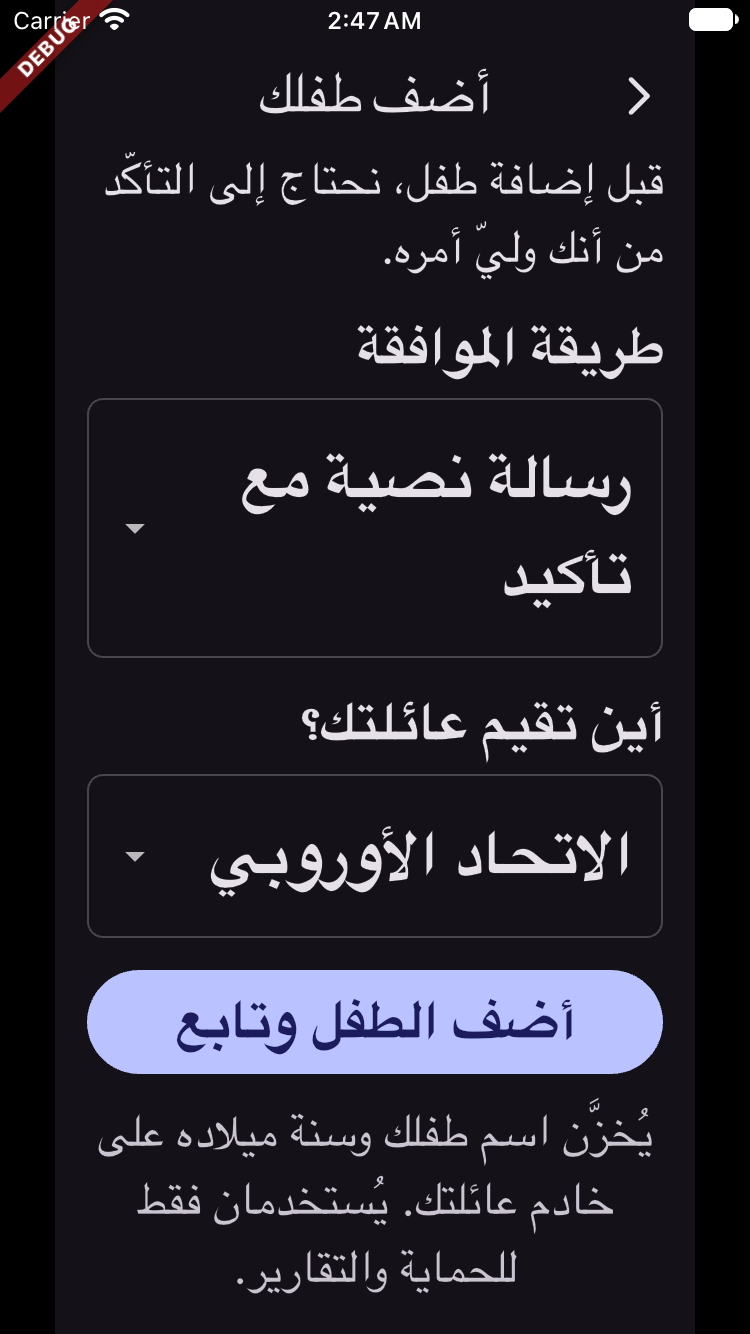 Carrier
2:47 AM
DEBUG
أضف طفلك
قبل إضافة طفل، نحتاج إلى التأكّد
من أنك وليّ أمره.
طريقة الموافقة
رسالة نصية مع
تأكيد
أين تقيم عائلتك؟
الاتحاد الأوروبي
أضف الطفل وتابع
يُخزَّن اسم طفلك وسنة ميلاده على
خادم عائلتك. يُستخدمان فقط
للحماية والتقارير.